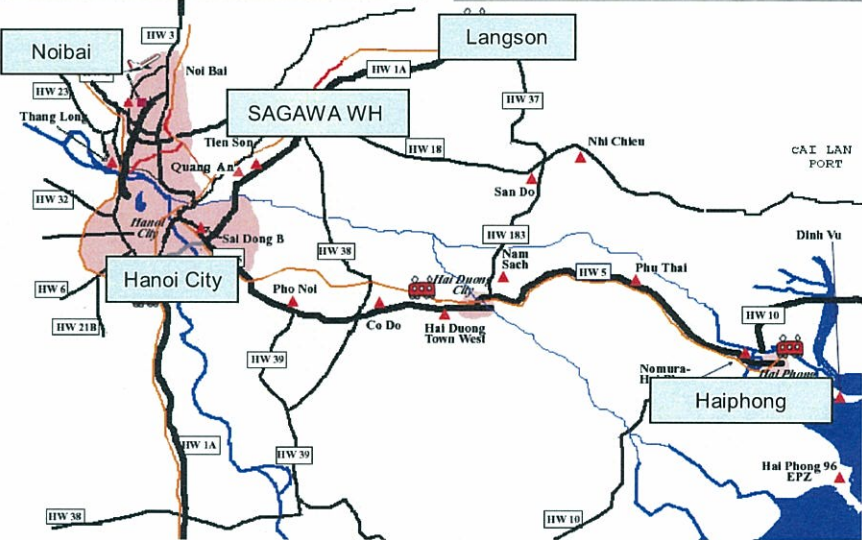 HW 3
Langson
Noibai
Noi Bai
HW 1A
HW 23
HW 37
Thang Long
SAGAWA WH
Tien Son
HW 18
Nhi Chieu
CAI LAN
PORT
Quang An
San Do
HW 32
Hanoi
City
Sai Dong B
HW 183
Dinh Vu
HW 38
Nam
Sach
Hanoi City
HW 5
Phu Thai
HW 6
Pho Noi
Hai Duong
City
HW 10
HW 21B
Co Do
Hai Duong
Town West
HW 39
Nomura-
Hai Phong
Haiphong
HW 1A
HW 39
Hai Phong 96
EPZ
HW 38
HW 10